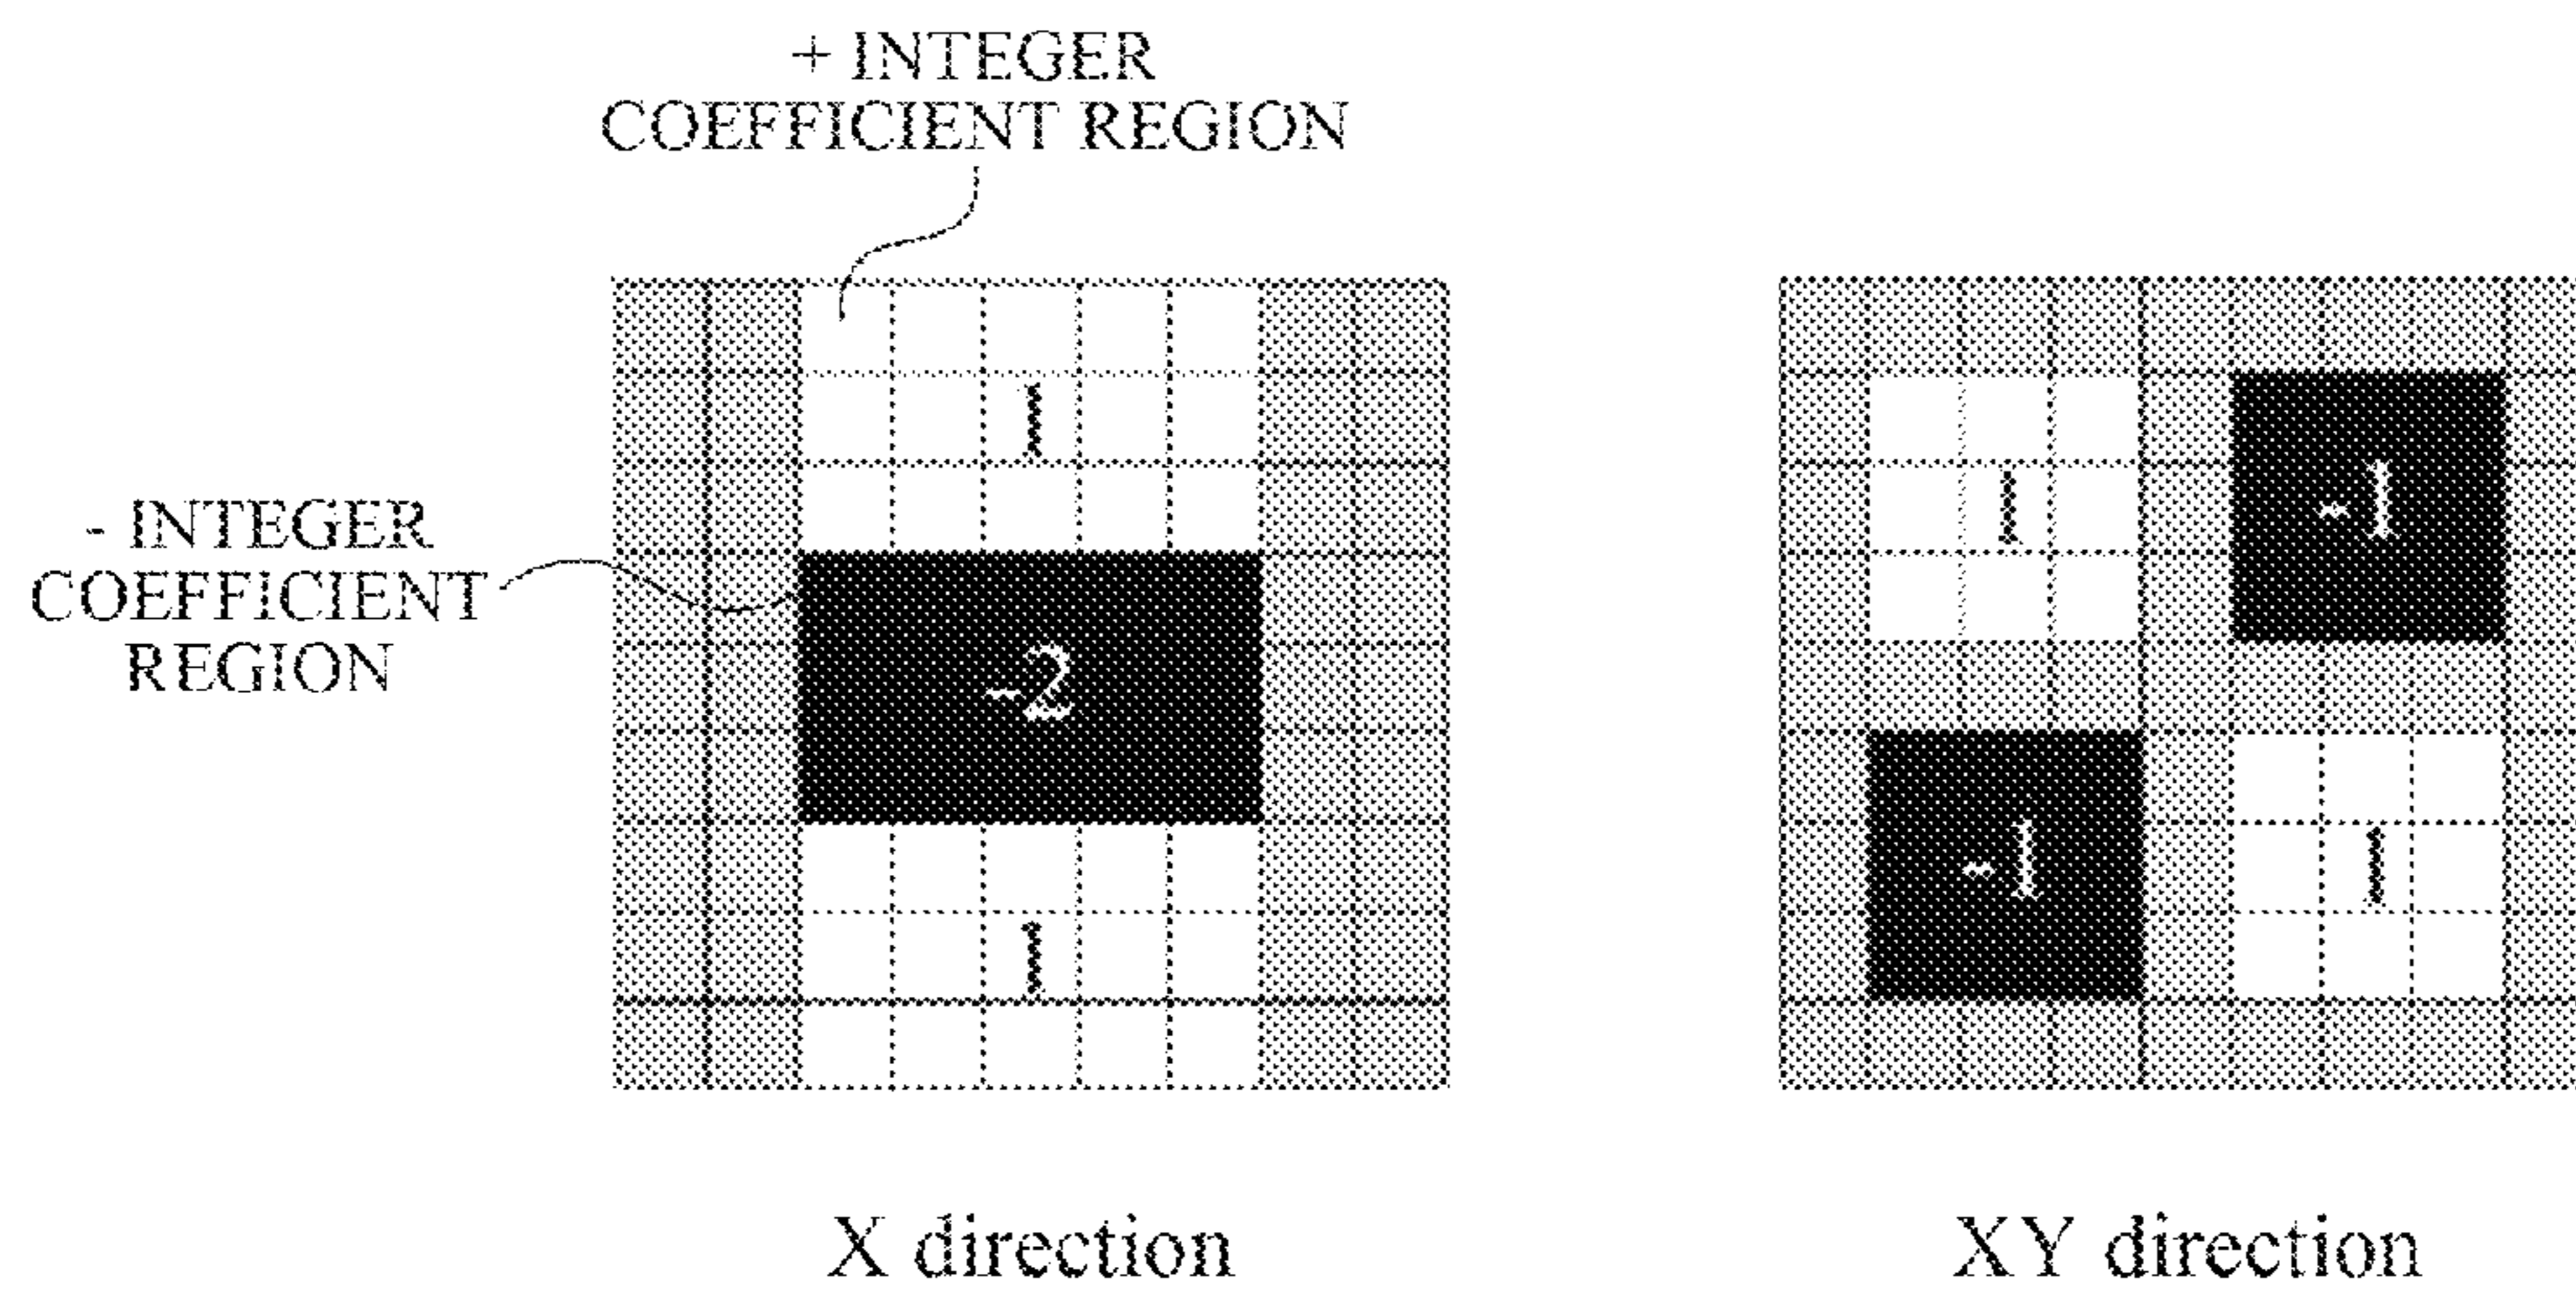 + INTEGER
COEFFICIENT REGION
- INTEGER
COEFFICIENT
REGION
1
-2
1
1
-1
-1
1
X direction
XY direction